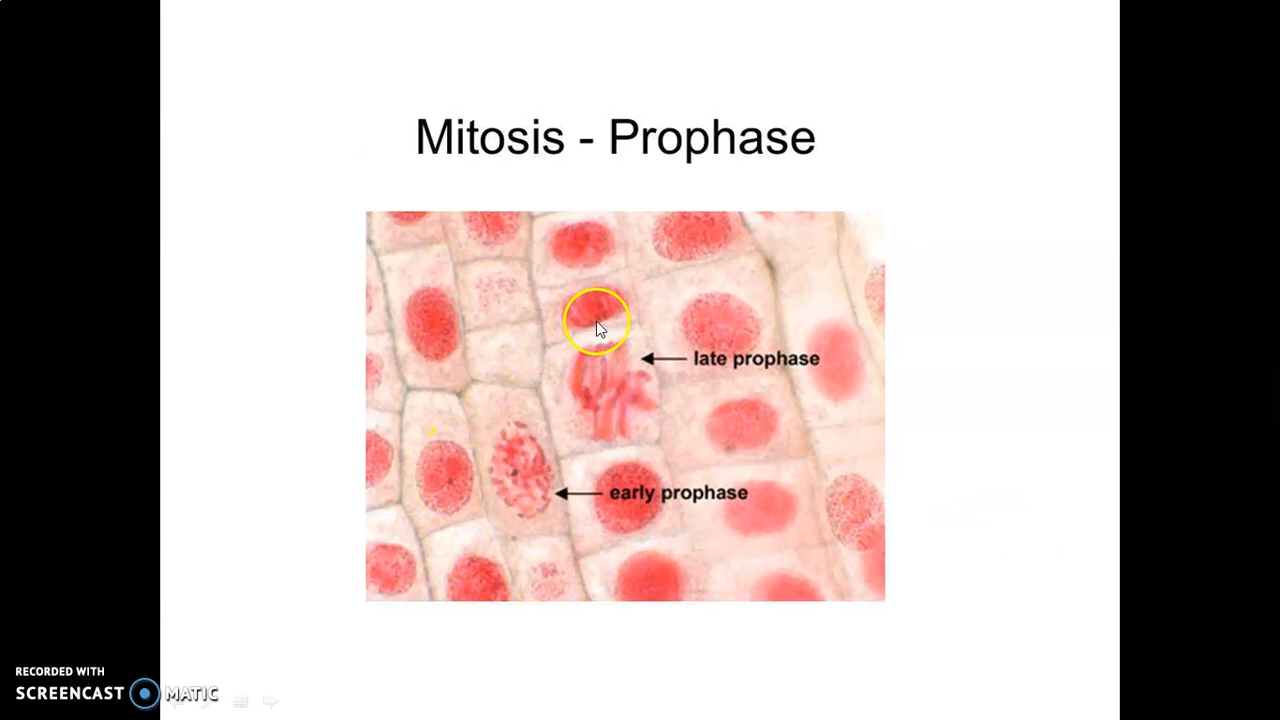 Mitosis - Prophase
late prophase
early prophase
RECORDED WITH
SCREENCAST MATIC